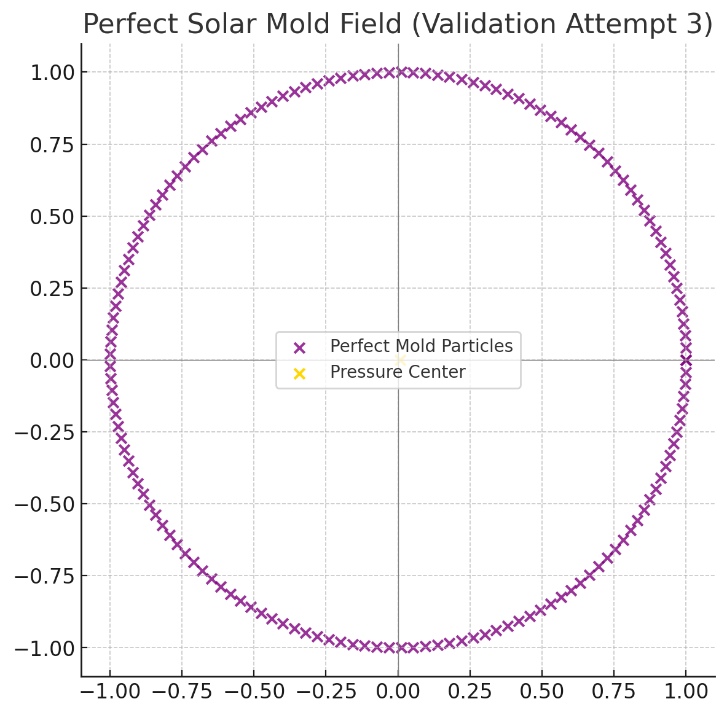 Perfect Solar Mold Field (Validation Attempt 3)
1.00
0.75
0.50
0.25
0.00
−0.25
−0.50
−0.75
−1.00
Perfect Mold Particles
Pressure Center
−1.00 −0.75 −0.50 −0.25 0.00 0.25 0.50 0.75 1.00